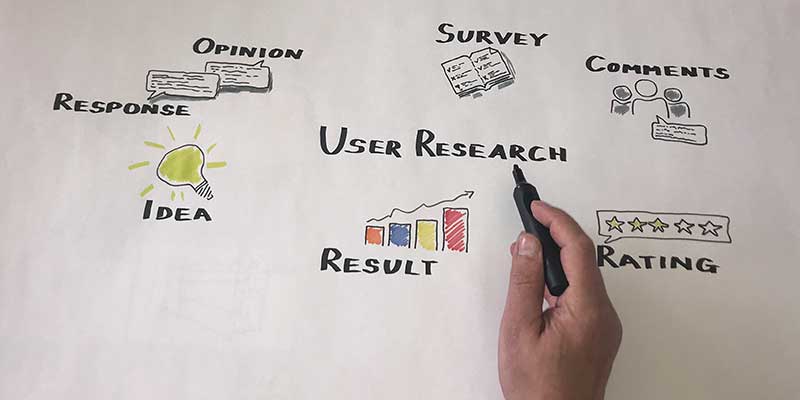 OPINION
RESPONSE
SURVEY
COMMENTS
USER RESEARCH
IDEA
RESULT
RATING